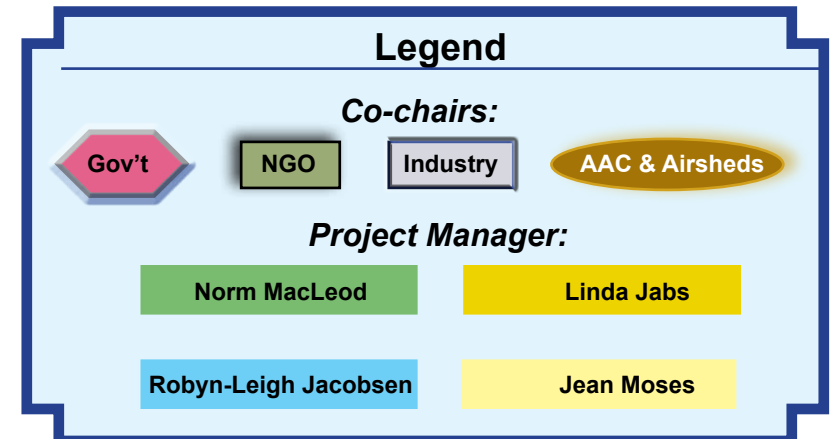 Legend
Co-chairs:
Gov't NGO Industry AAC & Airsheds
Project Manager:
Norm MacLeod Linda Jabs
Robyn-Leigh Jacobsen Jean Moses